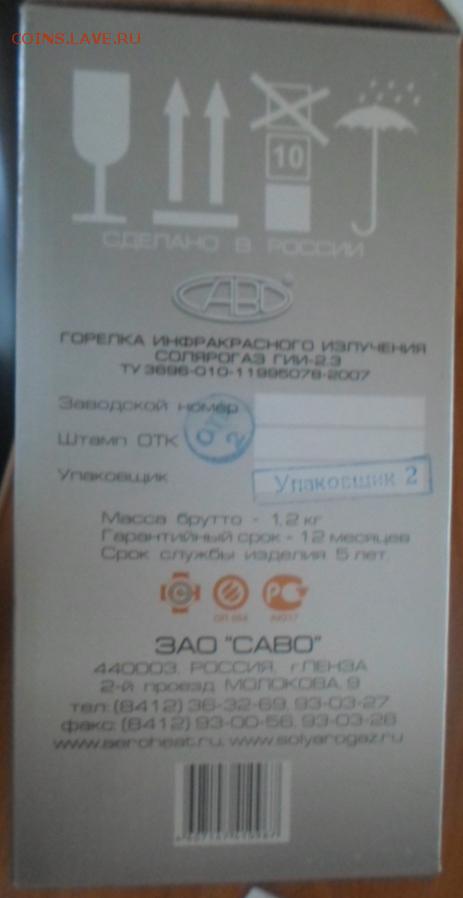 COINS.LAVE.RU
10
СДЕЛАНО В РОССИИ
САВО
®
ГОРЕЛКА ИНФРАКРАСНОГО ИЗЛУЧЕНИЯ
СОЛЯРОГАЗ ГИИ-2.3
ТУ 3696-010-11995078-2007
Заводской номер
Штамп ОТК
ОТК 2
Упаковщик
Упаковщик 2
Масса брутто - 1,2 кг
Гарантийный срок - 12 месяцев
Срок службы изделия 5 лет.
ЗАО "САВО"
440003, РОССИЯ, г.ПЕНЗА
2-й проезд МОЛОКОВА, 9
тел: (8412) 36-32-69, 93-03-27
факс: (8412) 93-00-56, 93-03-28
www.aeroheat.ru, www.solyarogaz.ru